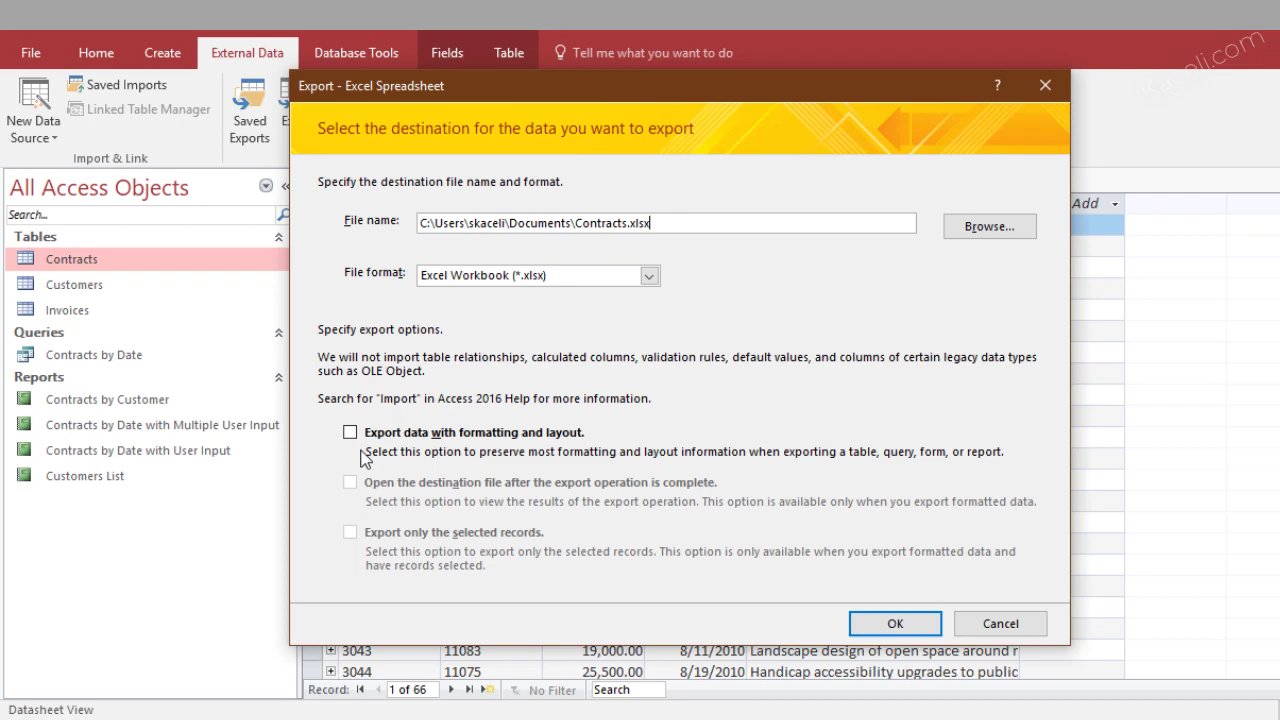 kaceli.com
File Home Create External Data Database Tools Fields Table Tell me what you want to do
New Data Source
Saved Imports
Linked Table Manager
Saved Exports
Import & Link
All Access Objects
Search...
Tables
Contracts
Customers
Invoices
Queries
Contracts by Date
Reports
Contracts by Customer
Contracts by Date with Multiple User Input
Contracts by Date with User Input
Customers List
Export - Excel Spreadsheet
Select the destination for the data you want to export
Specify the destination file name and format.
File name: C:\Users\skaceli\Documents\Contracts.xlsx Browse...
File format: Excel Workbook (*.xlsx)
Specify export options.
We will not import table relationships, calculated columns, validation rules, default values, and columns of certain legacy data types
such as OLE Object.
Search for "Import" in Access 2016 Help for more information.
Export data with formatting and layout.
Select this option to preserve most formatting and layout information when exporting a table, query, form, or report.
Open the destination file after the export operation is complete.
Select this option to view the results of the export operation. This option is available only when you export formatted data.
Export only the selected records.
Select this option to export only the selected records. This option is only available when you export formatted data and
have records selected.
OK Cancel
Add
3043 11083 19,000.00 8/11/2010 Landscape design of open space around r
3044 11075 25,500.00 8/19/2010 Handicap accessibility upgrades to public
Record: 1 of 66 No Filter Search
Datasheet View